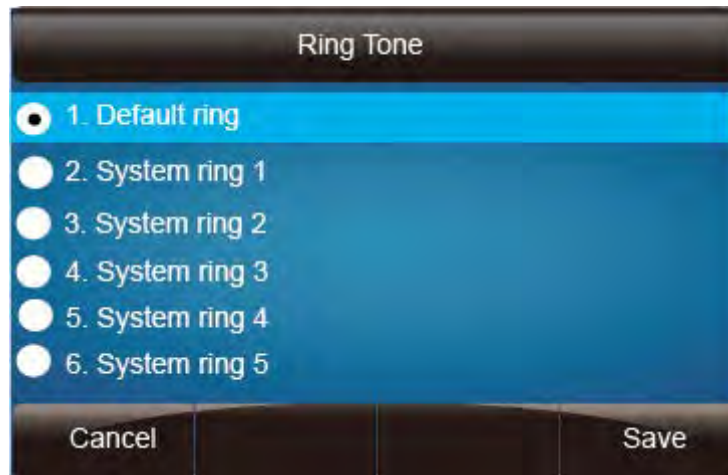 Ring Tone
1. Default ring
2. System ring 1
3. System ring 2
4. System ring 3
5. System ring 4
6. System ring 5
Cancel Save